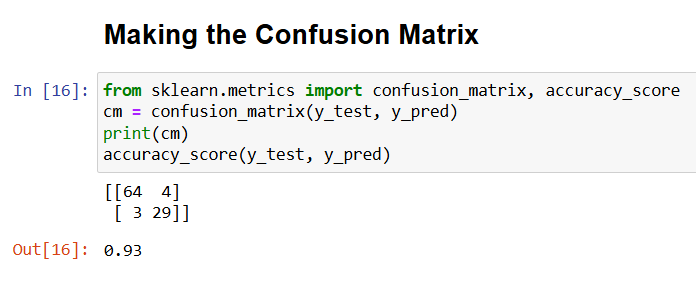 Making the Confusion Matrix
In [16]: from sklearn.metrics import confusion_matrix, accuracy_score
cm = confusion_matrix(y_test, y_pred)
print(cm)
accuracy_score(y_test, y_pred)
[[64  4]
 [ 3 29]]
Out[16]: 0.93